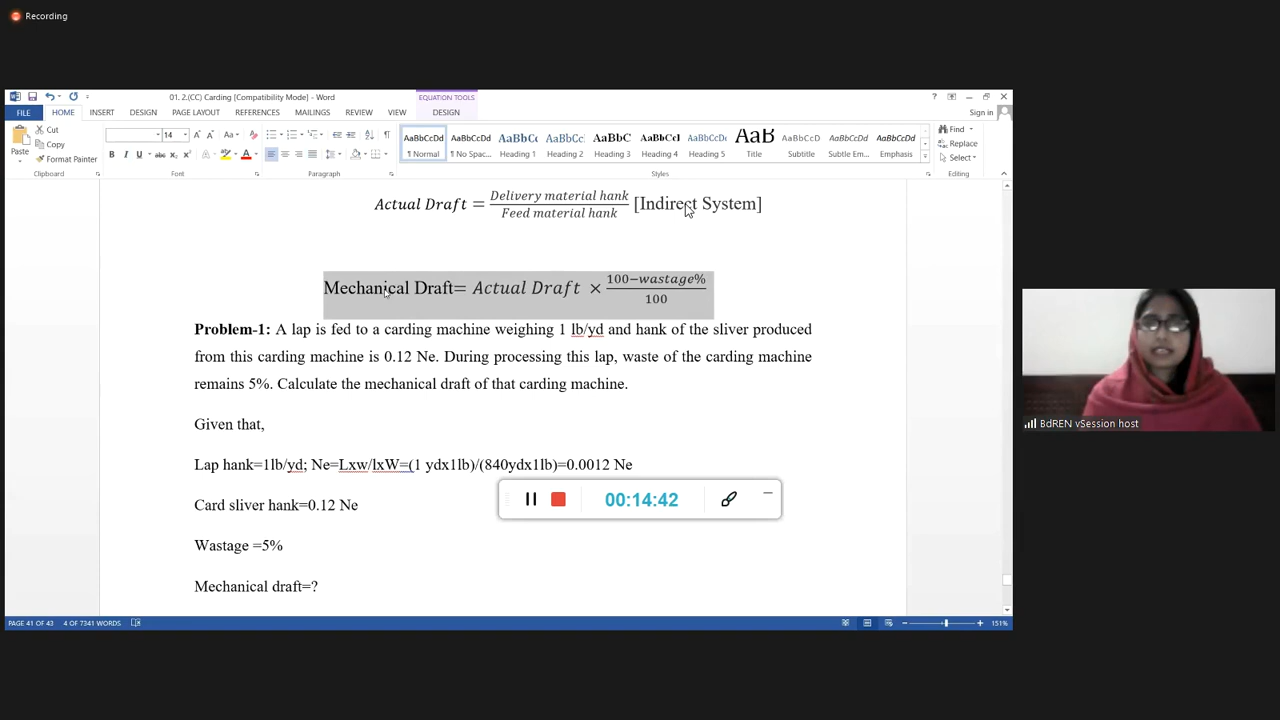 Recording
01. 2.(CC) Carding [Compatibility Mode] - Word
EQUATION TOOLS
FILE HOME INSERT DESIGN PAGE LAYOUT REFERENCES MAILINGS REVIEW VIEW DESIGN
Sign in
Cut
Copy
Format Painter
Paste
14
AaBbCcDd AaBbCcDd AaBbCc AaBbCc AaBbC AaBbCcI AaBbCcDc AaB AaBbCcD AaBbCcDd AaBbCcDd
¶ Normal ¶ No Spac... Heading 1 Heading 2 Heading 3 Heading 4 Heading 5 Title Subtitle Subtle Em... Emphasis
Find
Replace
Select
Clipboard Font Paragraph Styles Editing
Actual Draft = Delivery material hank / Feed material hank [Indirect System]
Mechanical Draft= Actual Draft × 100−wastage% / 100
Problem-1: A lap is fed to a carding machine weighing 1 lb/yd and hank of the sliver produced
from this carding machine is 0.12 Ne. During processing this lap, waste of the carding machine
remains 5%. Calculate the mechanical draft of that carding machine.
Given that,
Lap hank=1lb/yd; Ne=Lxw/lxW=(1 ydx1lb)/(840ydx1lb)=0.0012 Ne
Card sliver hank=0.12 Ne
Wastage =5%
Mechanical draft=?
00:14:42
BdREN vSession host
PAGE 41 OF 43 4 OF 7341 WORDS
151%